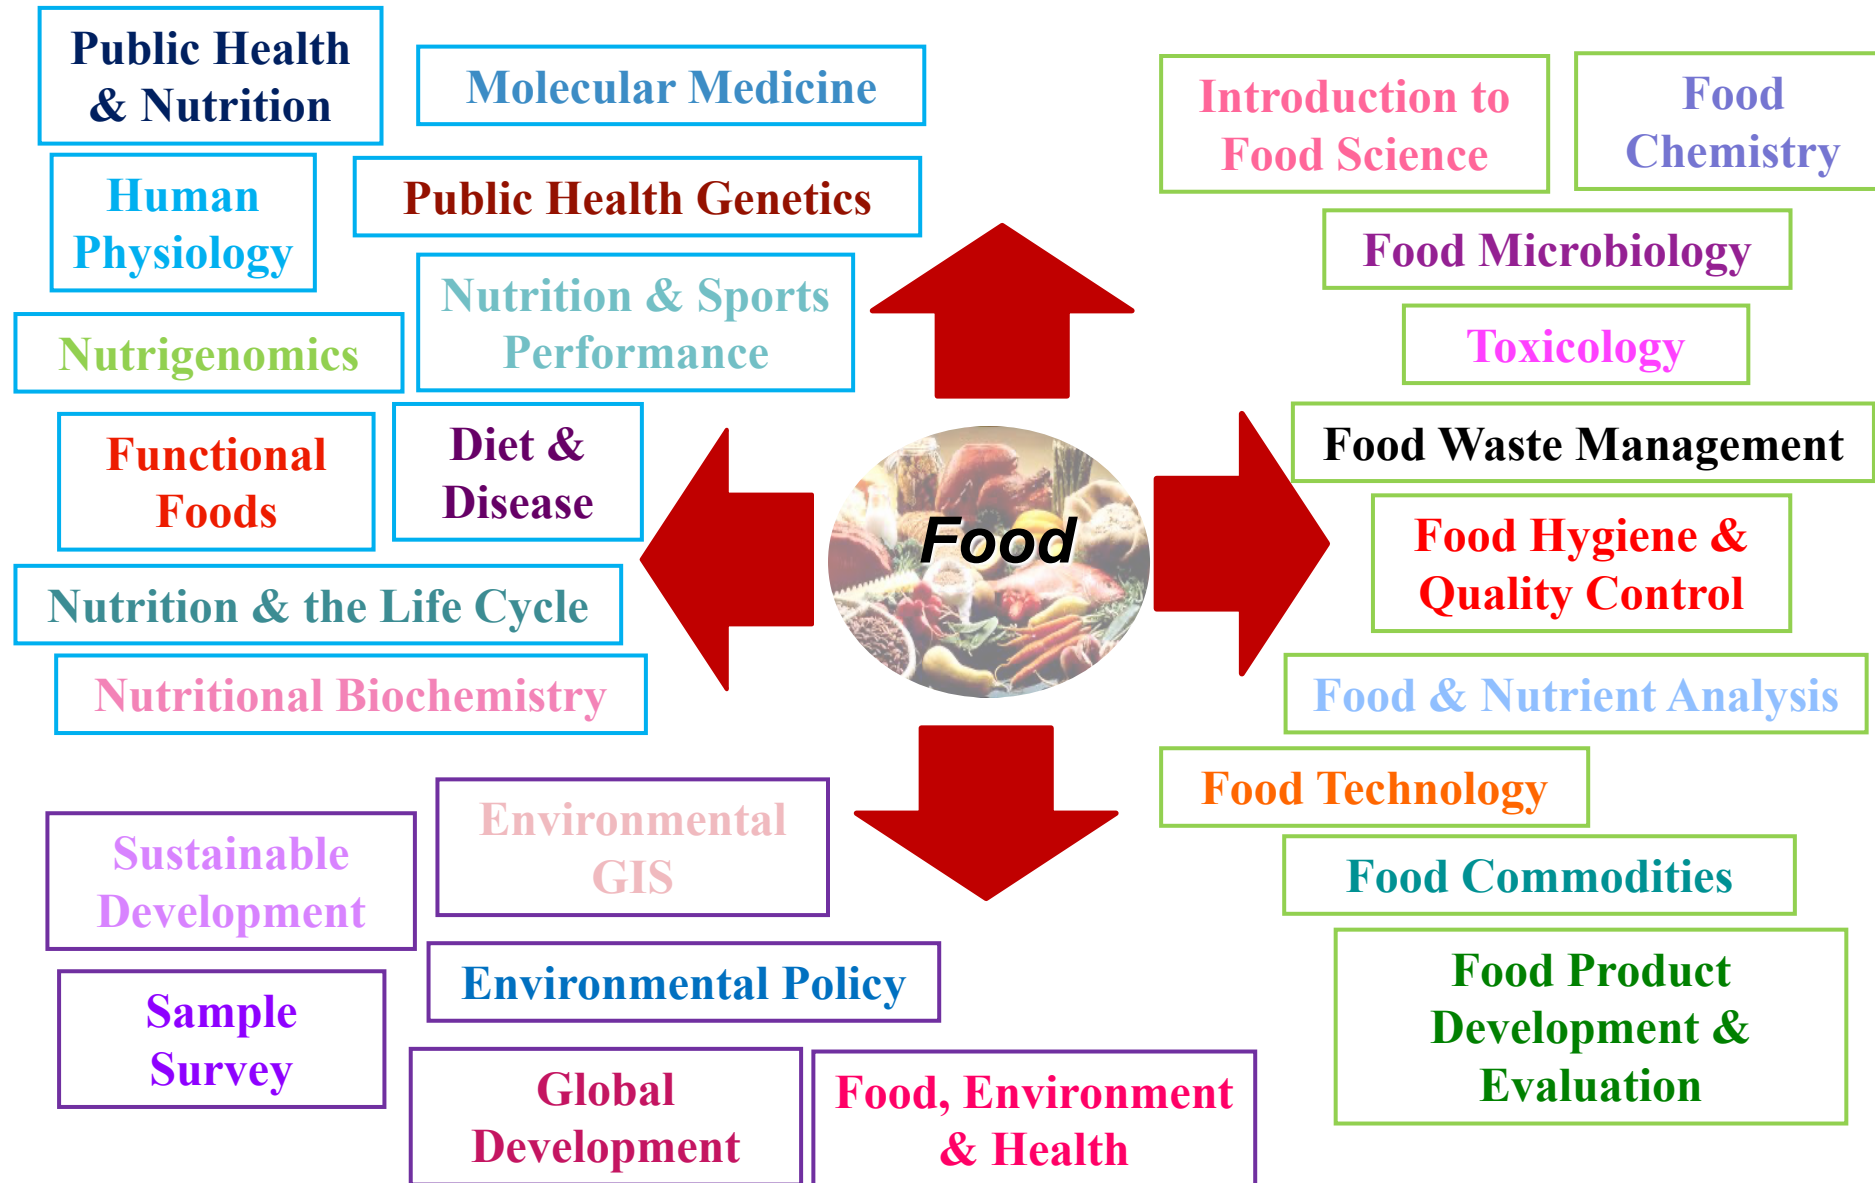 Public Health
& Nutrition
Molecular Medicine
Human
Physiology
Public Health Genetics
Nutrigenomics
Nutrition & Sports
Performance
Functional
Foods
Diet &
Disease
Nutrition & the Life Cycle
Nutritional Biochemistry
Food
Introduction to
Food Science
Food
Chemistry
Food Microbiology
Toxicology
Food Waste Management
Food Hygiene &
Quality Control
Food & Nutrient Analysis
Food Technology
Food Commodities
Food Product
Development &
Evaluation
Sustainable
Development
Environmental
GIS
Sample
Survey
Environmental Policy
Global
Development
Food, Environment
& Health